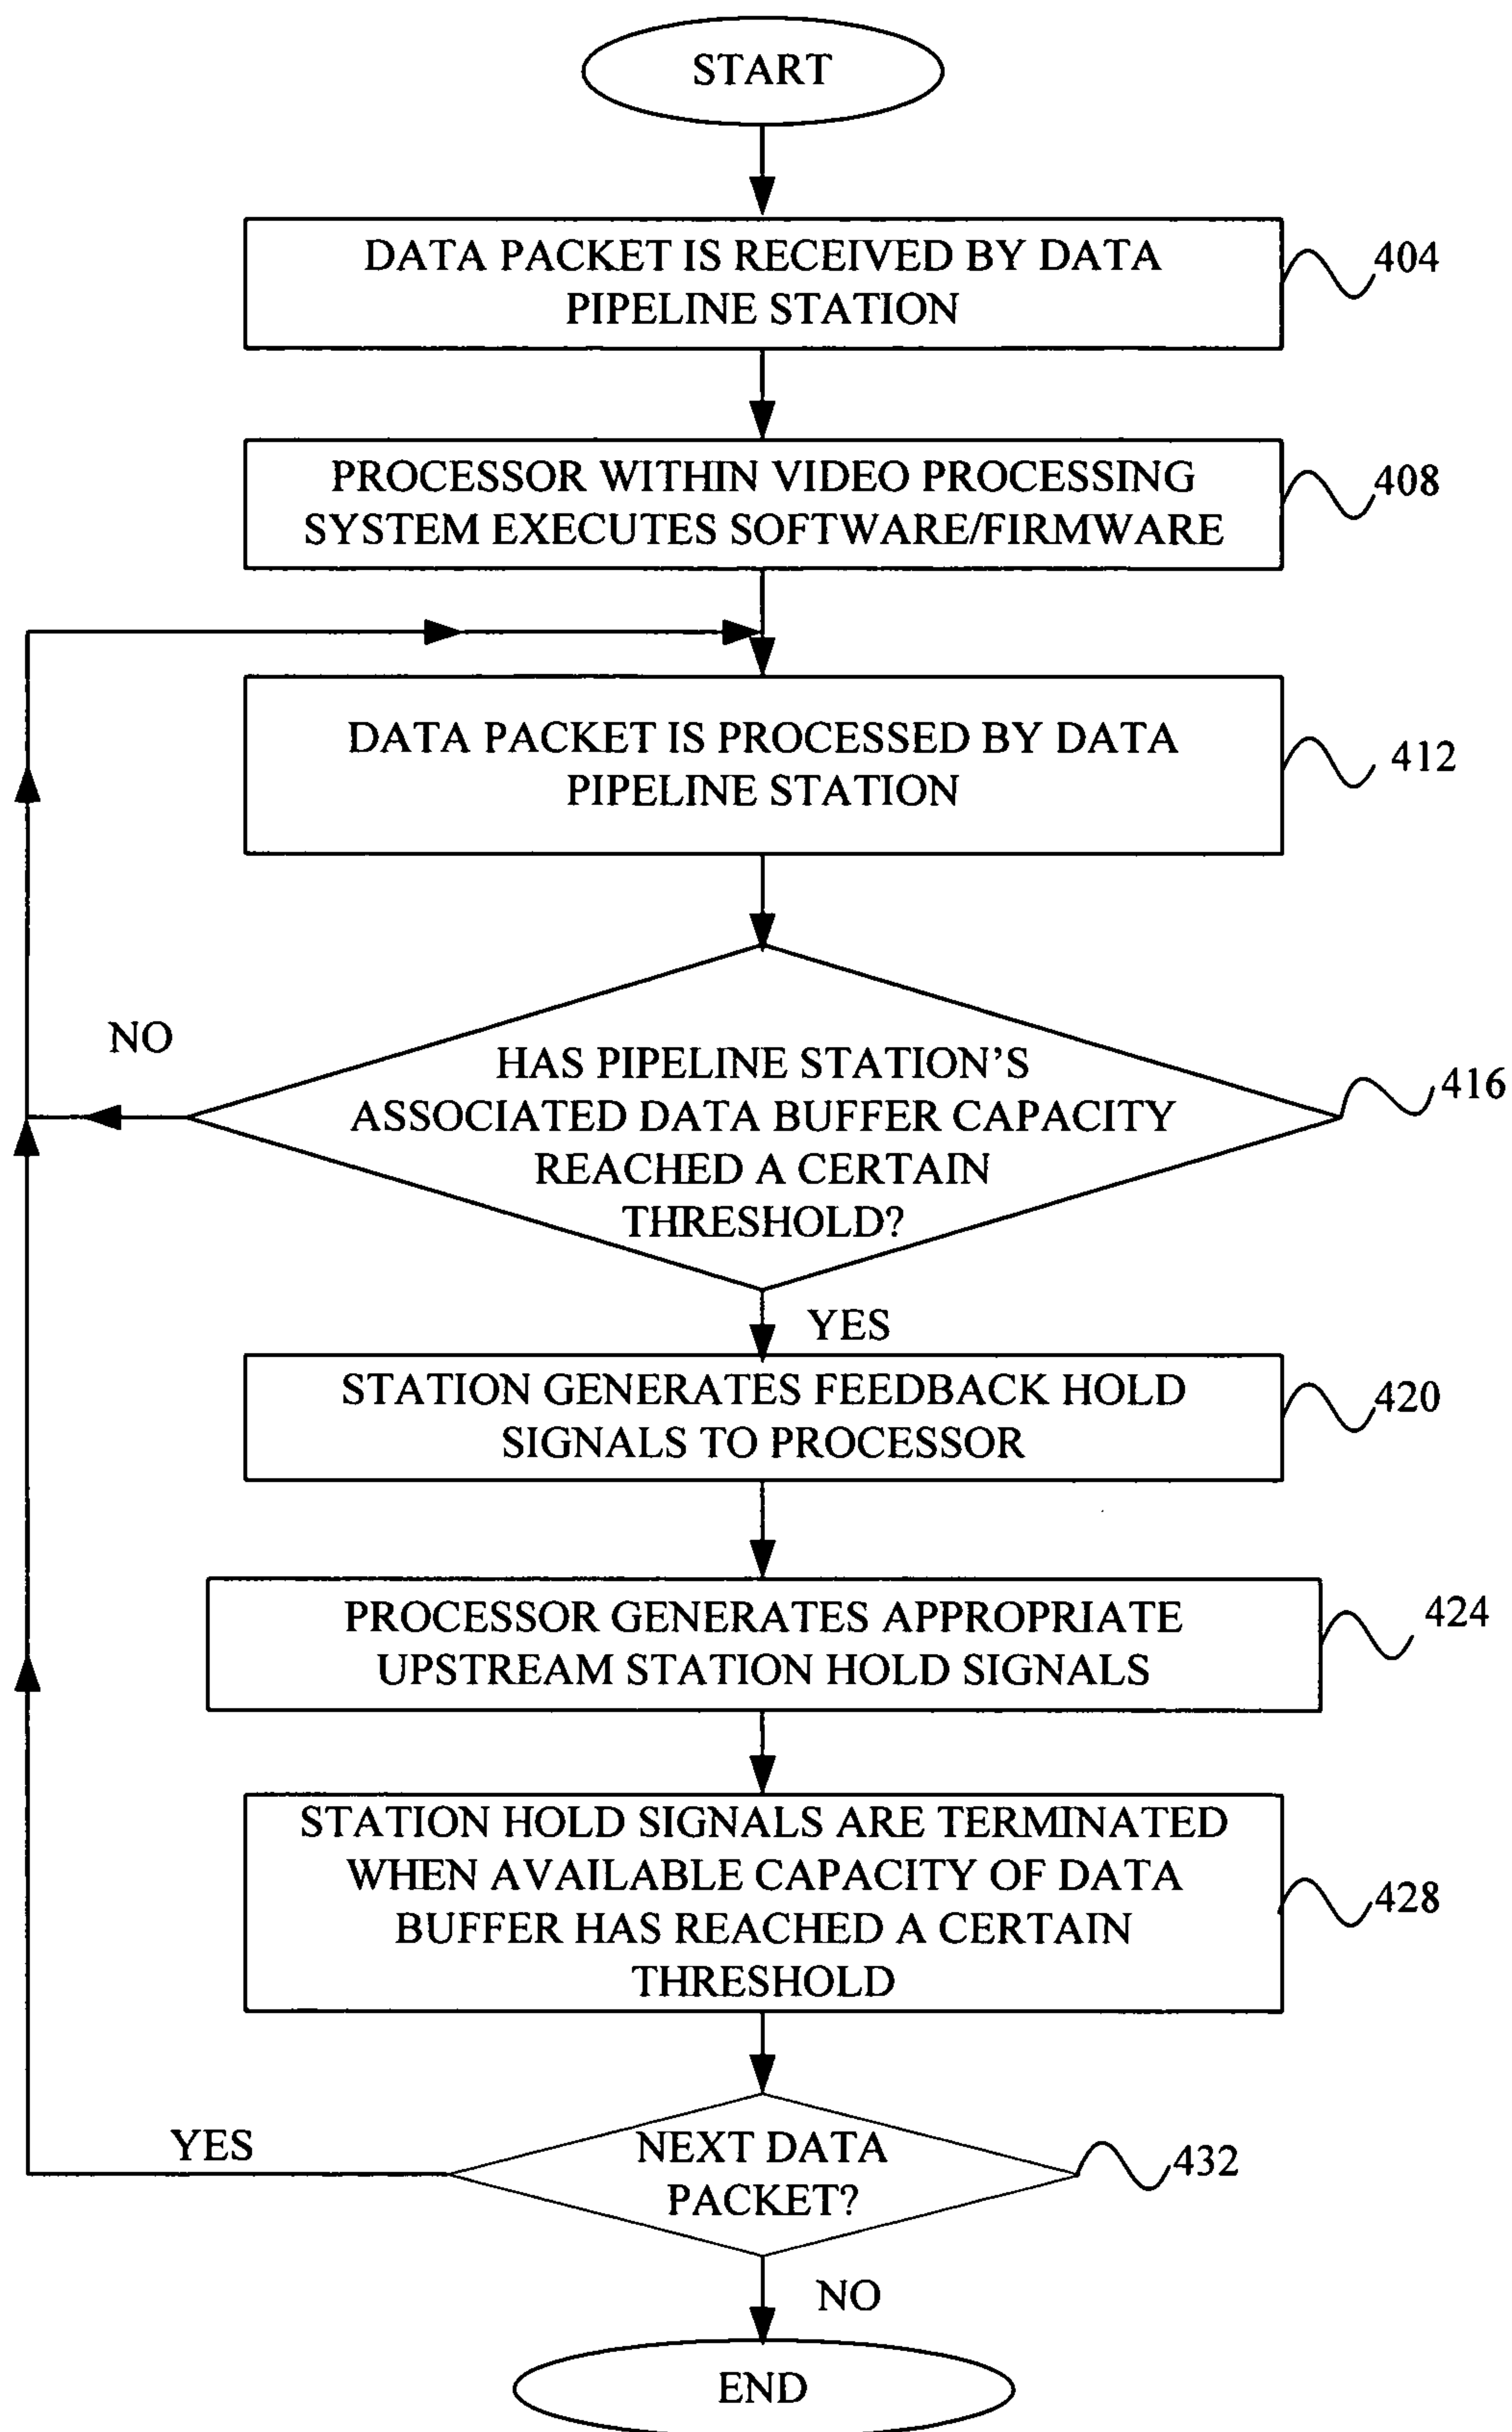 START
DATA PACKET IS RECEIVED BY DATA
PIPELINE STATION
404
PROCESSOR WITHIN VIDEO PROCESSING
SYSTEM EXECUTES SOFTWARE/FIRMWARE
408
DATA PACKET IS PROCESSED BY DATA
PIPELINE STATION
412
NO
HAS PIPELINE STATION'S
ASSOCIATED DATA BUFFER CAPACITY
REACHED A CERTAIN
THRESHOLD?
416
YES
STATION GENERATES FEEDBACK HOLD
SIGNALS TO PROCESSOR
420
PROCESSOR GENERATES APPROPRIATE
UPSTREAM STATION HOLD SIGNALS
424
STATION HOLD SIGNALS ARE TERMINATED
WHEN AVAILABLE CAPACITY OF DATA
BUFFER HAS REACHED A CERTAIN
THRESHOLD
428
YES
NEXT DATA
PACKET?
432
NO
END